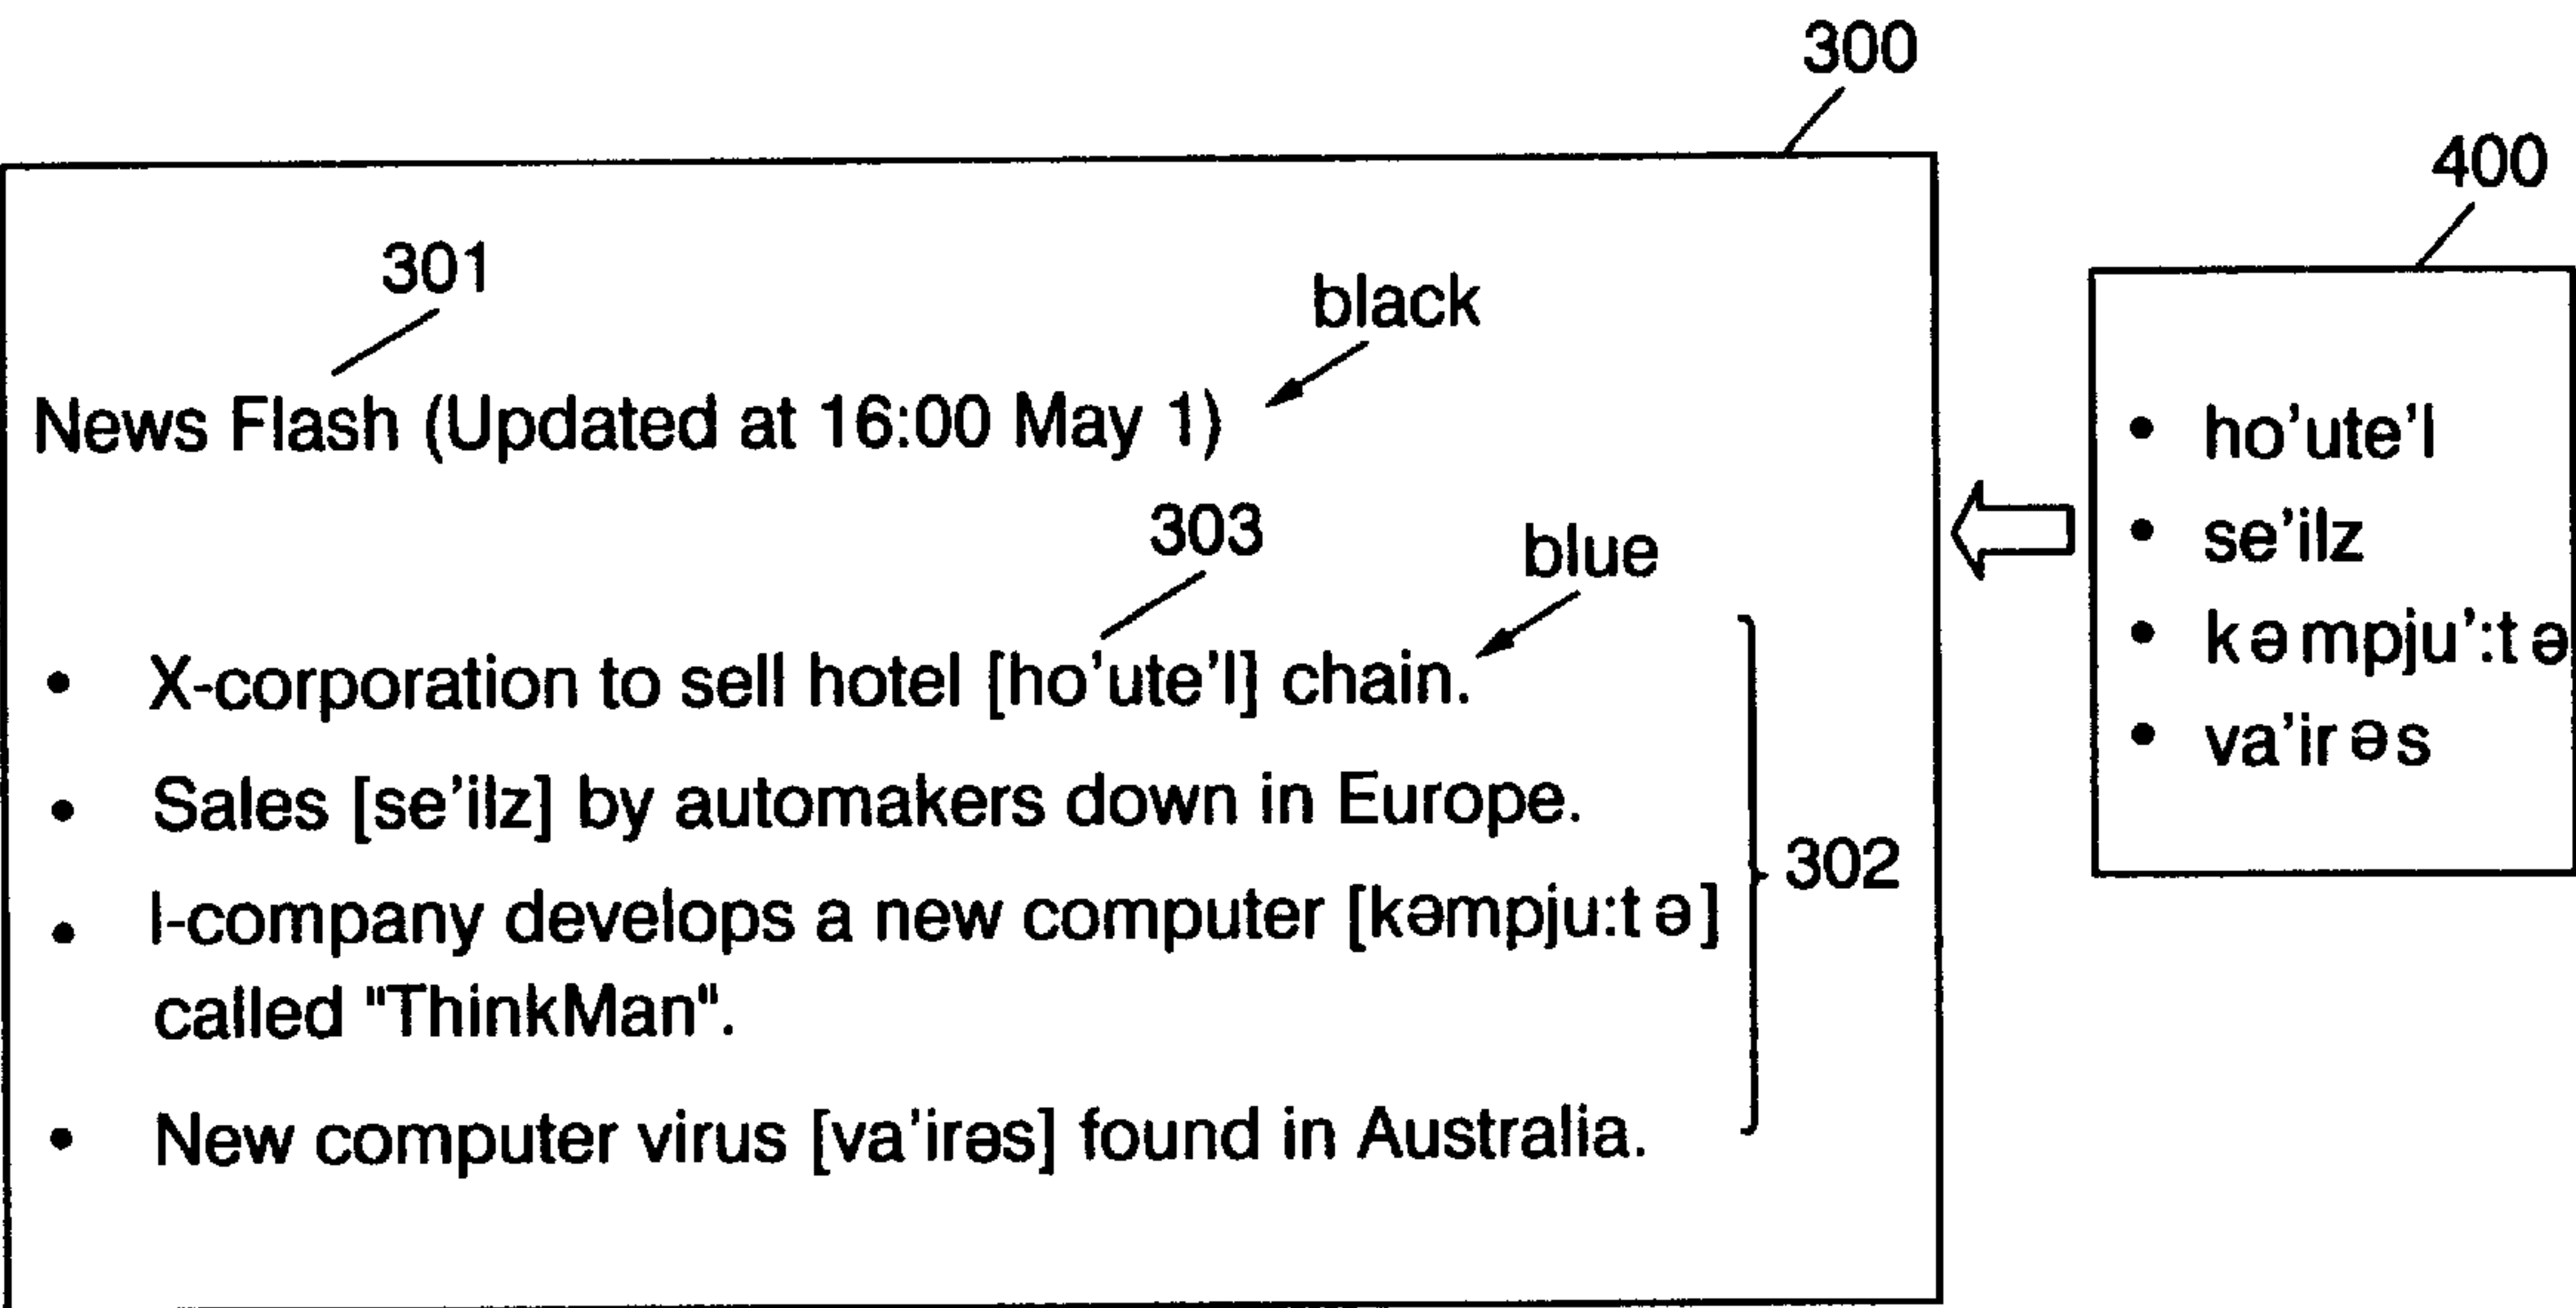 300
400
301
black
News Flash (Updated at 16:00 May 1)
303
blue
• X-corporation to sell hotel [ho'ute'l] chain.
• Sales [se'ilz] by automakers down in Europe.
• I-company develops a new computer [kəmpju:tə]
called "ThinkMan".
• New computer virus [va'irəs] found in Australia.
302
• ho'ute'l
• se'ilz
• kəmpju':tə
• va'irəs